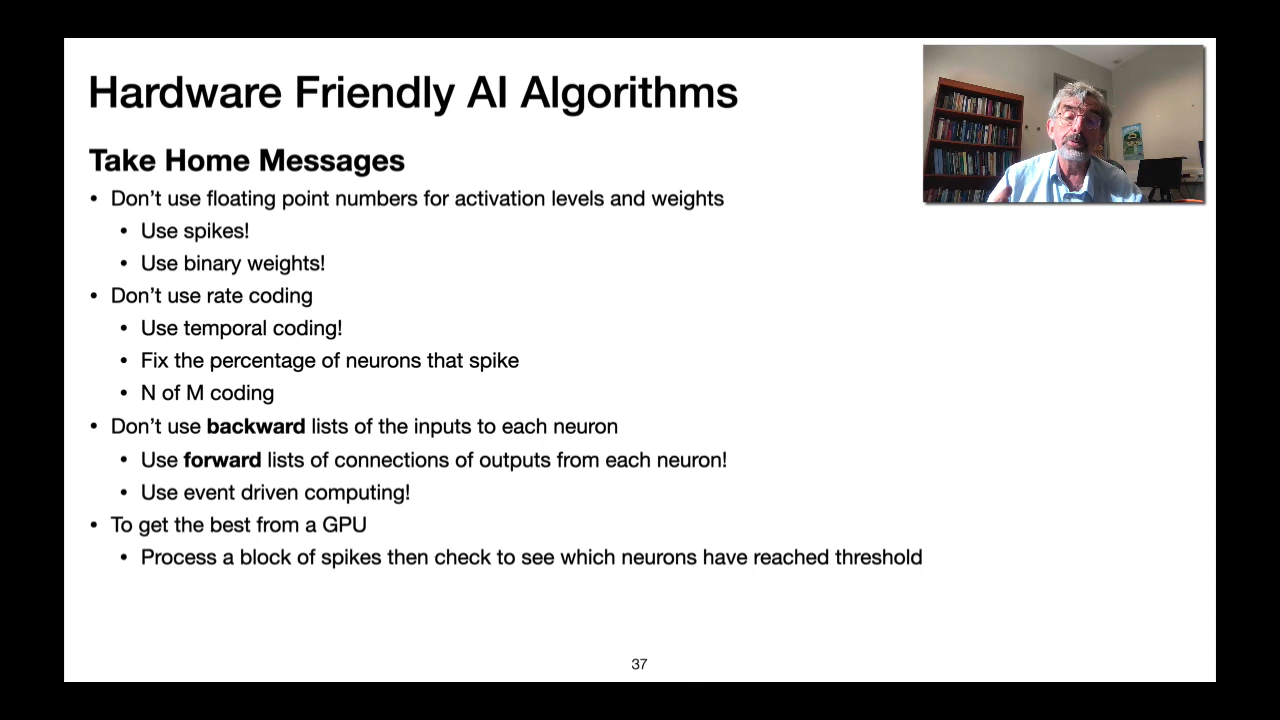 Hardware Friendly AI Algorithms
Take Home Messages
• Don't use floating point numbers for activation levels and weights
• Use spikes!
• Use binary weights!
• Don't use rate coding
• Use temporal coding!
• Fix the percentage of neurons that spike
• N of M coding
• Don't use backward lists of the inputs to each neuron
• Use forward lists of connections of outputs from each neuron!
• Use event driven computing!
• To get the best from a GPU
• Process a block of spikes then check to see which neurons have reached threshold
37